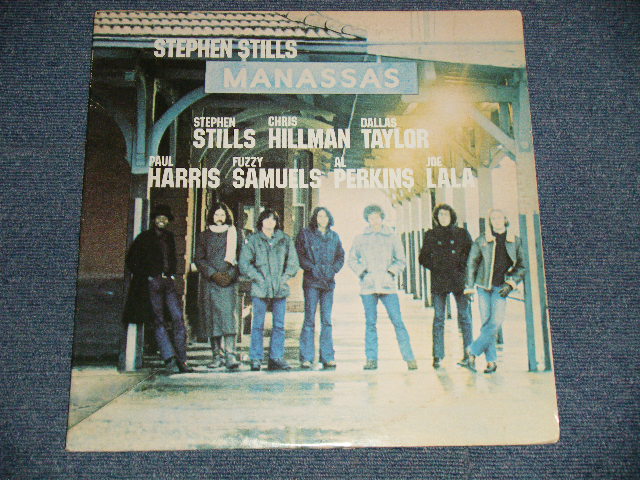 STEPHEN STILLS
MANASSAS
STEPHEN STILLS CHRIS HILLMAN DALLAS TAYLOR
PAUL HARRIS FUZZY SAMUELS AL PERKINS JOE LALA